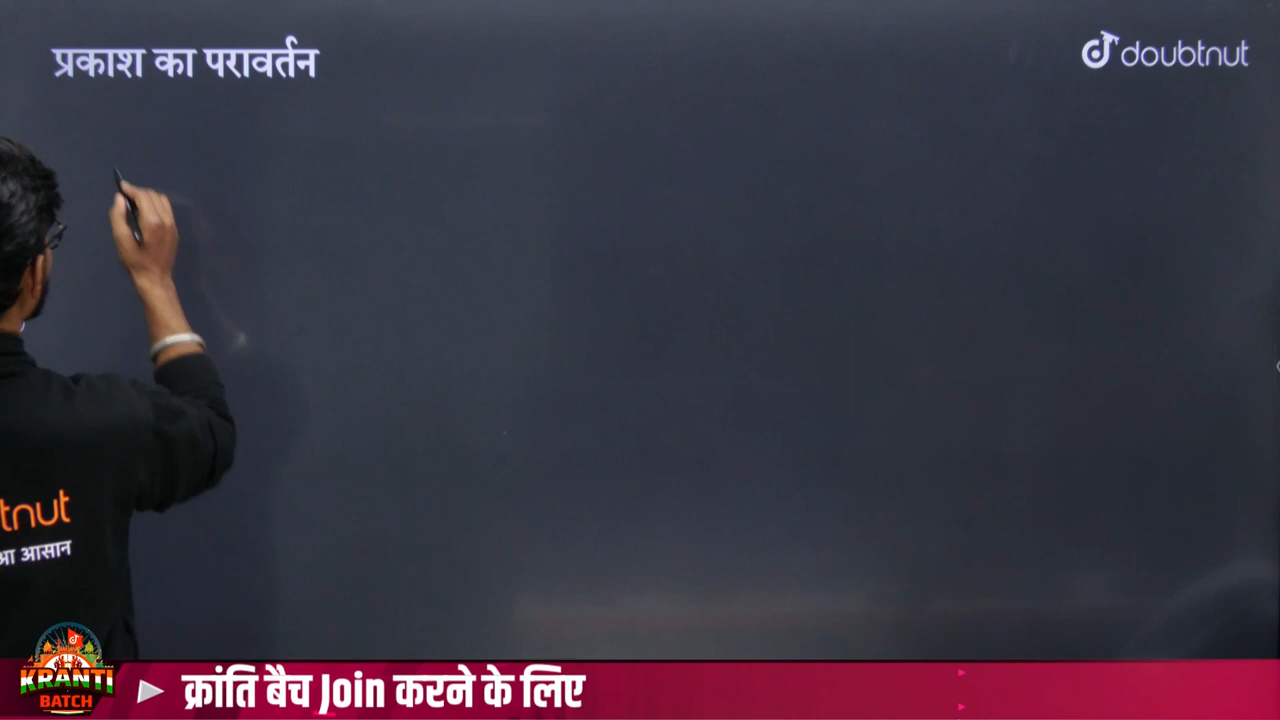 प्रकाश का परावर्तन
doubtnut
tnut
आ आसान
KRANTI
BATCH
क्रांति बैच Join करने के लिए